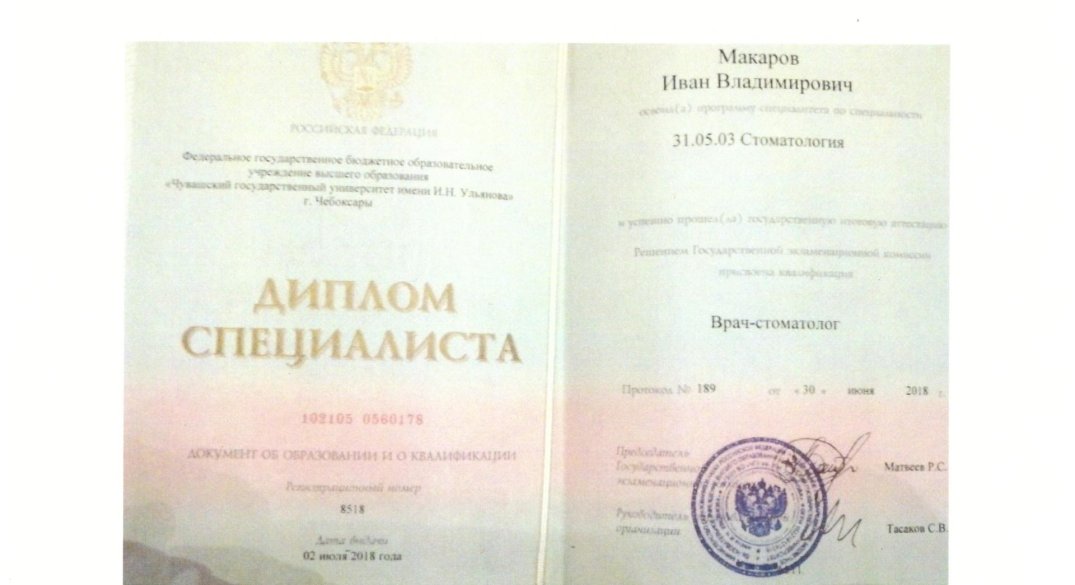 РОССИЙСКАЯ ФЕДЕРАЦИЯ
Федеральное государственное бюджетное образовательное
учреждение высшего образования
«Чувашский государственный университет имени И.Н. Ульянова»
г. Чебоксары
ДИПЛОМ
СПЕЦИАЛИСТА
102105 0560178
ДОКУМЕНТ ОБ ОБРАЗОВАНИИ И О КВАЛИФИКАЦИИ
Регистрационный номер
8518
Дата выдачи
02 июля 2018 года
Макаров
Иван Владимирович
освоил(а) программу специалитета по специальности
31.05.03 Стоматология
и успешно прошел(ла) государственную итоговую аттестацию
Решением Государственной экзаменационной комиссии
присвоена квалификация
Врач-стоматолог
Протокол № 189 от «30» июня 2018 г.
Председатель
Государственной
экзаменационной
Матвеев Р.С.
Руководитель
организации
Тасаков С.В.